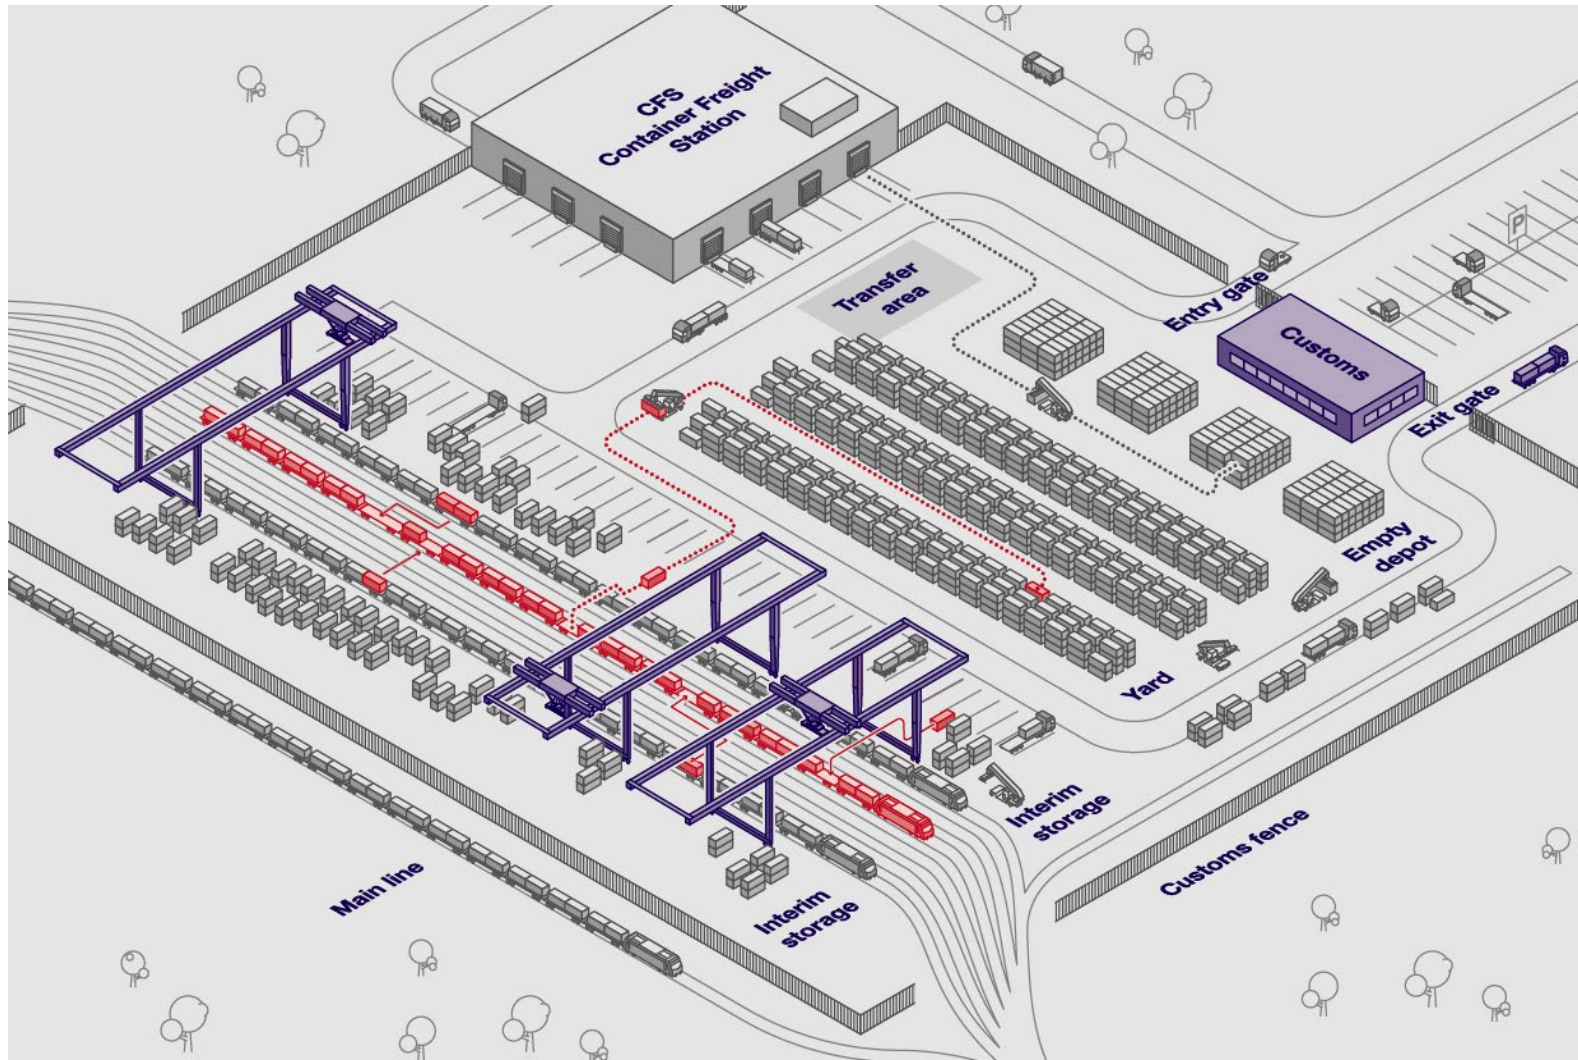 CFS
Container Freight
Station
P
Transfer
area
Entry gate
Customs
Exit gate
Empty
depot
Yard
Interim
storage
Customs fence
Main line
Interim
storage